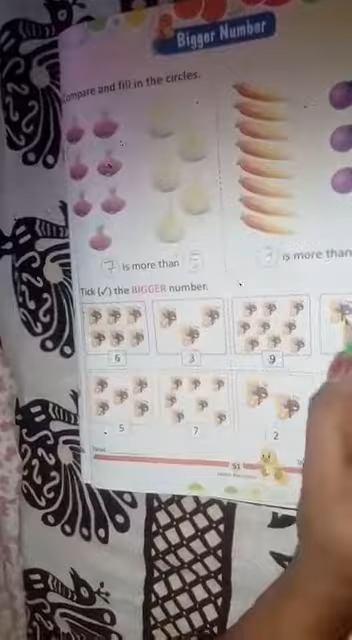 Bigger Number
Compare and fill in the circles.
7 is more than 5
is more than
Tick (✓) the BIGGER number.
6 3 9
5 7 2
51